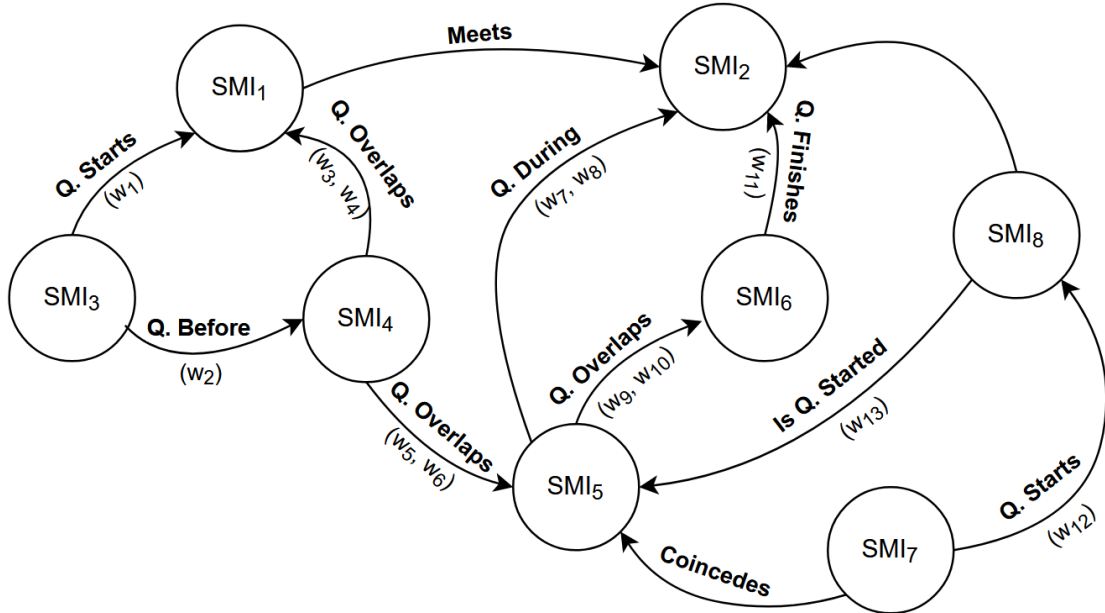 Meets
SMI2
SMI1
Q. Overlaps
(w3, w4)
Q. Starts
(w1)
Q. During
(w7, w8)
Q. Finishes
(w11)
SMI8
SMI3
SMI4
SMI6
Q. Before
(w2)
Q. Overlaps
(w9, w10)
Is Q. Started
(w13)
Q. Overlaps
(w5, w6)
SMI5
Q. Starts
(w12)
SMI7
Coincedes